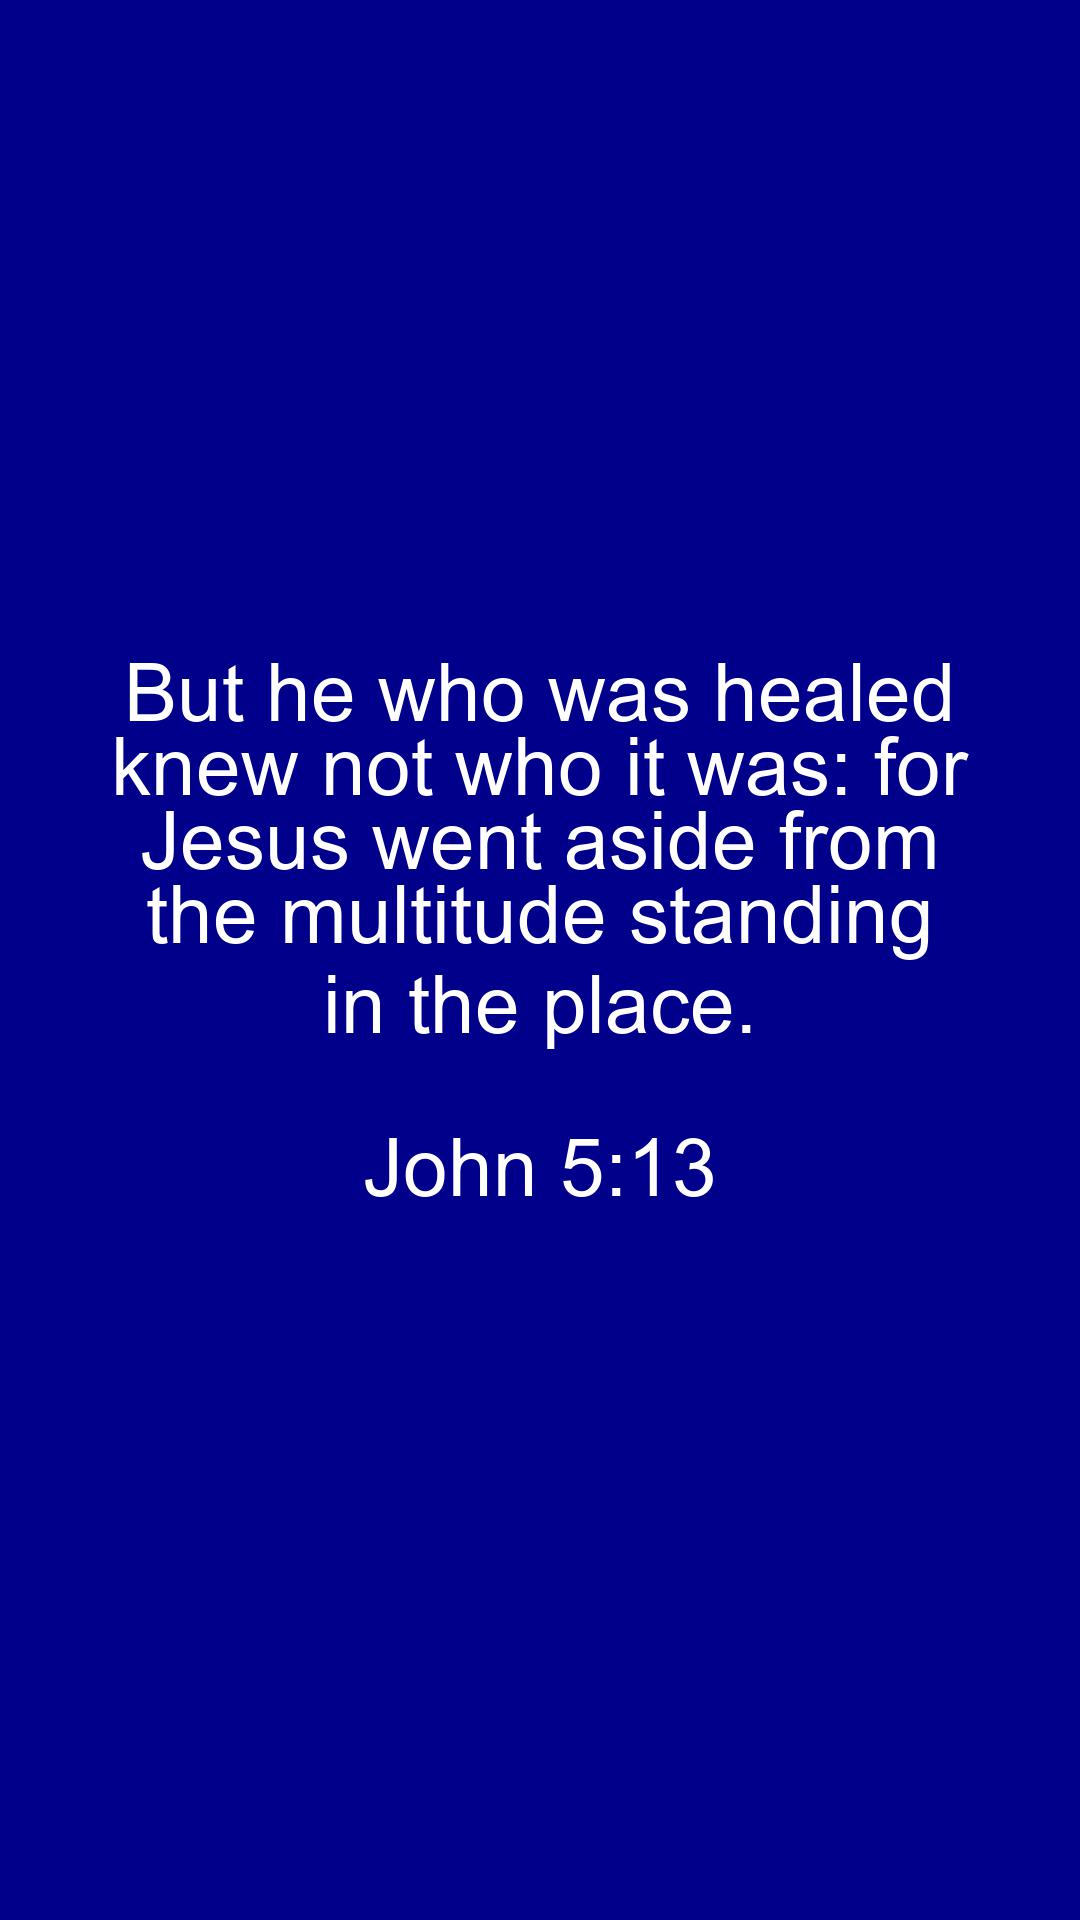 But he who was healed
knew not who it was: for
Jesus went aside from
the multitude standing
in the place.
John 5:13